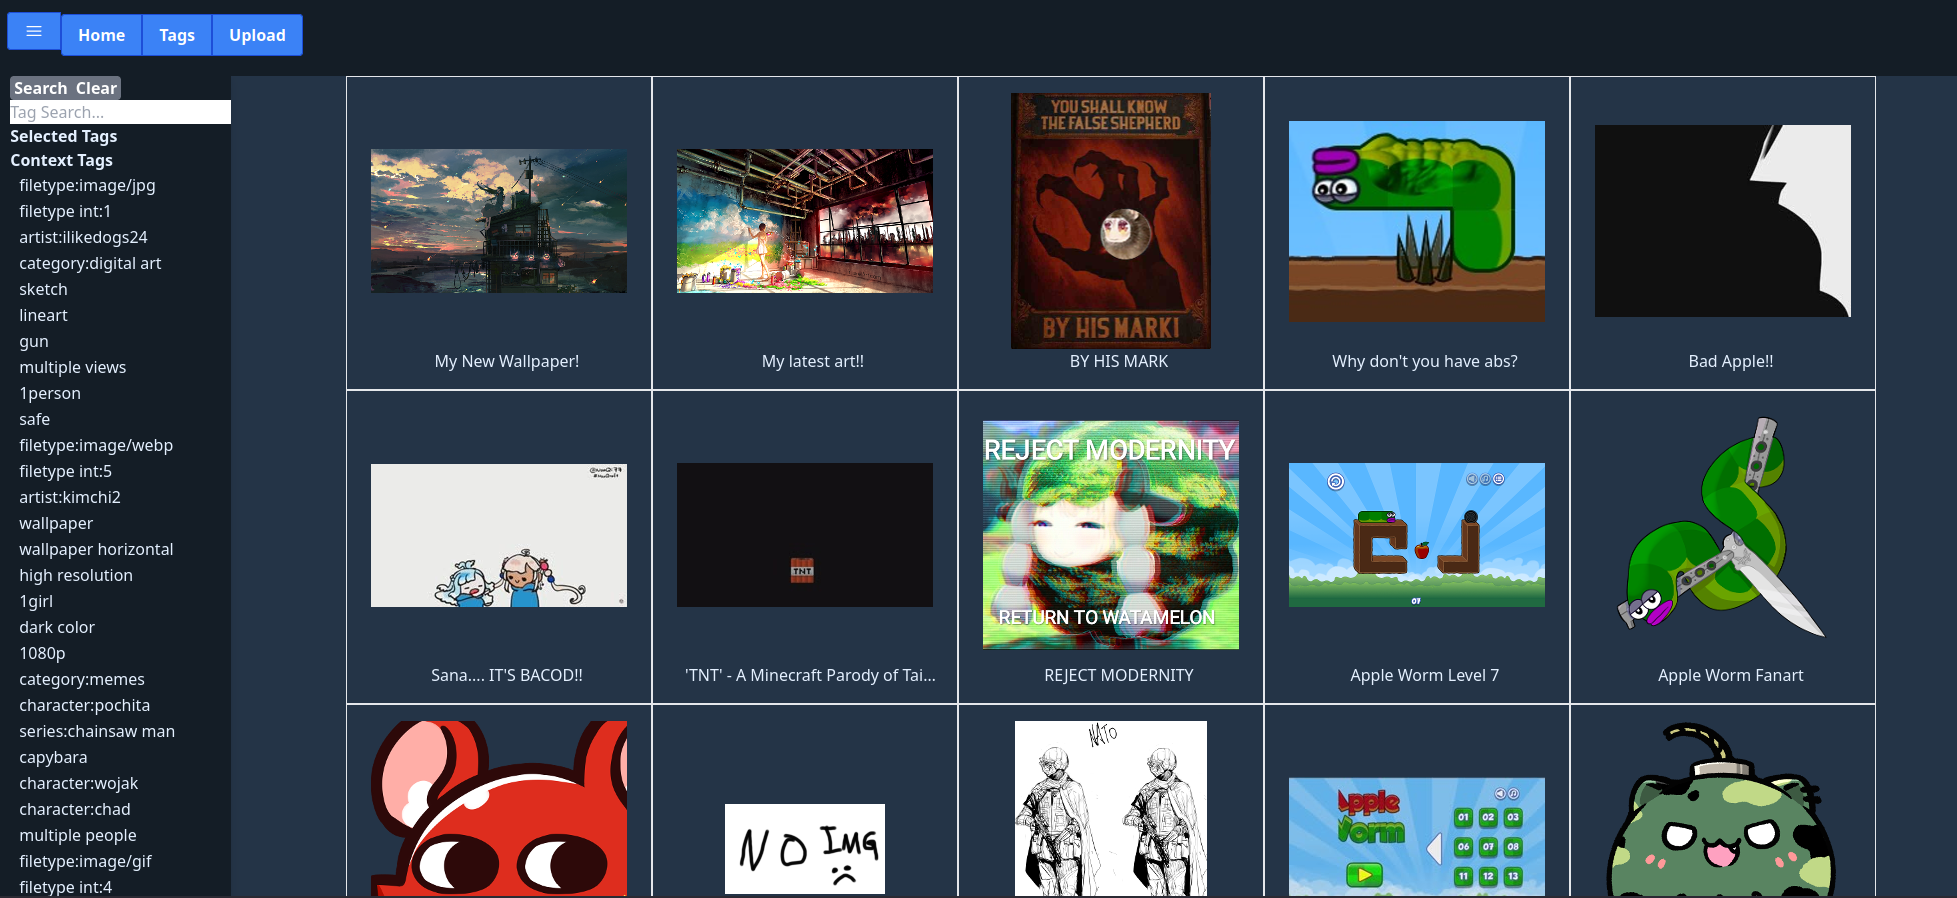 Home Tags Upload
Search Clear
Tag Search...
Selected Tags
Context Tags
filetype:image/jpg
filetype int:1
artist:ilikedogs24
category:digital art
sketch
lineart
gun
multiple views
1person
safe
filetype:image/webp
filetype int:5
artist:kimchi2
wallpaper
wallpaper horizontal
high resolution
1girl
dark color
1080p
category:memes
character:pochita
series:chainsaw man
capybara
character:wojak
character:chad
multiple people
filetype:image/gif
filetype int:4
YOU SHALL KNOW
THE FALSE SHEPHERD
BY HIS MARK!
My New Wallpaper!
My latest art!!
BY HIS MARK
Why don't you have abs?
Bad Apple!!
TNT
REJECT MODERNITY
RETURN TO WATAMELON
07
Sana.... IT'S BACOD!!
'TNT' - A Minecraft Parody of Tai...
REJECT MODERNITY
Apple Worm Level 7
Apple Worm Fanart
NO IMG
NATO
Apple
Worm
01 02 03
06 07 08
11 12 13